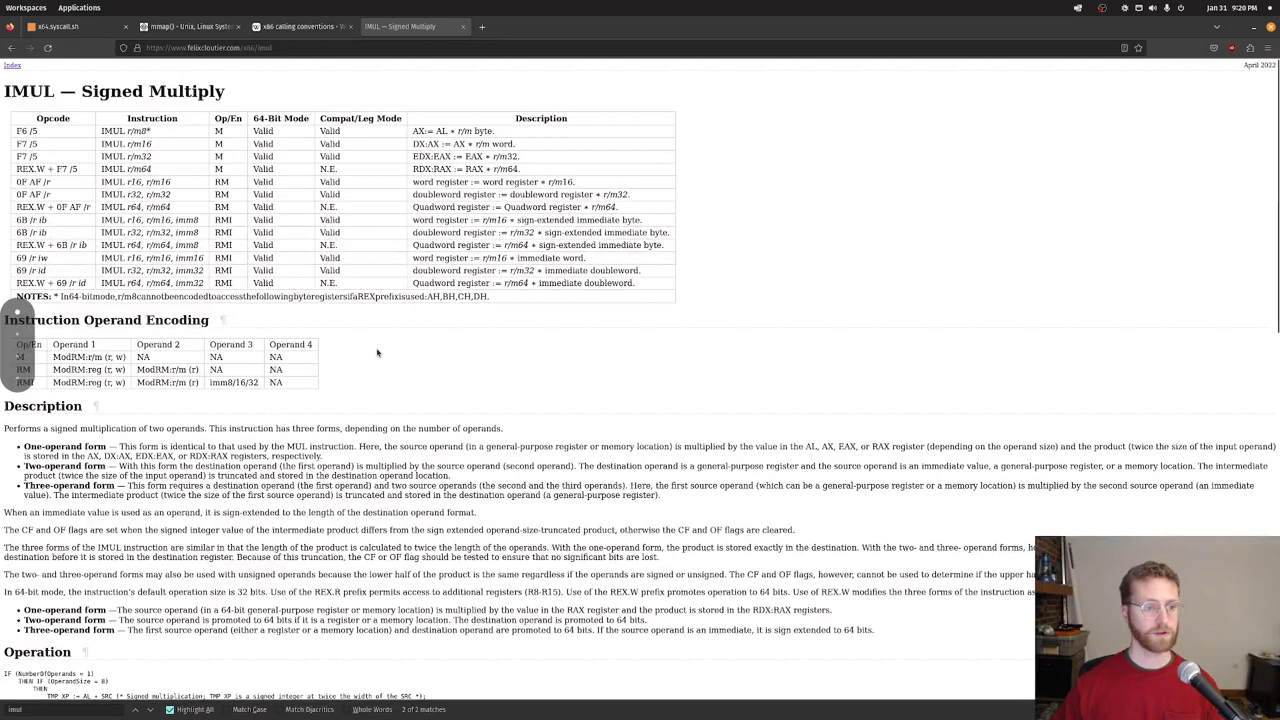 Workspaces Applications
Jan 31 9:20 PM
x64.syscall.sh
mmap() - Unix, Linux Syste
x86 calling conventions - W
IMUL — Signed Multiply
https://www.felixcloutier.com/x86/imul
Index
April 2022
IMUL — Signed Multiply
Opcode Instruction Op/En 64-Bit Mode Compat/Leg Mode Description
F6 /5 IMUL r/m8* M Valid Valid AX:= AL ∗ r/m byte.
F7 /5 IMUL r/m16 M Valid Valid DX:AX := AX ∗ r/m word.
F7 /5 IMUL r/m32 M Valid Valid EDX:EAX := EAX ∗ r/m32.
REX.W + F7 /5 IMUL r/m64 M Valid N.E. RDX:RAX := RAX ∗ r/m64.
0F AF /r IMUL r16, r/m16 RM Valid Valid word register := word register ∗ r/m16.
0F AF /r IMUL r32, r/m32 RM Valid Valid doubleword register := doubleword register ∗ r/m32.
REX.W + 0F AF /r IMUL r64, r/m64 RM Valid N.E. Quadword register := Quadword register ∗ r/m64.
6B /r ib IMUL r16, r/m16, imm8 RMI Valid Valid word register := r/m16 ∗ sign-extended immediate byte.
6B /r ib IMUL r32, r/m32, imm8 RMI Valid Valid doubleword register := r/m32 ∗ sign-extended immediate byte.
REX.W + 6B /r ib IMUL r64, r/m64, imm8 RMI Valid N.E. Quadword register := r/m64 ∗ sign-extended immediate byte.
69 /r iw IMUL r16, r/m16, imm16 RMI Valid Valid word register := r/m16 ∗ immediate word.
69 /r id IMUL r32, r/m32, imm32 RMI Valid Valid doubleword register := r/m32 ∗ immediate doubleword.
REX.W + 69 /r id IMUL r64, r/m64, imm32 RMI Valid N.E. Quadword register := r/m64 ∗ immediate doubleword.
NOTES: * In64-bitmode,r/m8cannotbeencodedtoaccessthefollowingbyteregistersifaREXprefixisused:AH,BH,CH,DH.
Instruction Operand Encoding ¶
Op/En Operand 1 Operand 2 Operand 3 Operand 4
M ModRM:r/m (r, w) NA NA NA
RM ModRM:reg (r, w) ModRM:r/m (r) NA NA
RMI ModRM:reg (r, w) ModRM:r/m (r) imm8/16/32 NA
Description ¶
Performs a signed multiplication of two operands. This instruction has three forms, depending on the number of operands.
• One-operand form — This form is identical to that used by the MUL instruction. Here, the source operand (in a general-purpose register or memory location) is multiplied by the value in the AL, AX, EAX, or RAX register (depending on the operand size) and the product (twice the size of the input operand)
is stored in the AX, DX:AX, EDX:EAX, or RDX:RAX registers, respectively.
• Two-operand form — With this form the destination operand (the first operand) is multiplied by the source operand (second operand). The destination operand is a general-purpose register and the source operand is an immediate value, a general-purpose register, or a memory location. The intermediate
product (twice the size of the input operand) is truncated and stored in the destination operand location.
• Three-operand form — This form requires a destination operand (the first operand) and two source operands (the second and the third operands). Here, the first source operand (which can be a general-purpose register or a memory location) is multiplied by the second source operand (an immediate
value). The intermediate product (twice the size of the first source operand) is truncated and stored in the destination operand (a general-purpose register).
When an immediate value is used as an operand, it is sign-extended to the length of the destination operand format.
The CF and OF flags are set when the signed integer value of the intermediate product differs from the sign extended operand-size-truncated product, otherwise the CF and OF flags are cleared.
The three forms of the IMUL instruction are similar in that the length of the product is calculated to twice the length of the operands. With the one-operand form, the product is stored exactly in the destination. With the two- and three- operand forms, h
destination before it is stored in the destination register. Because of this truncation, the CF or OF flag should be tested to ensure that no significant bits are lost.
The two- and three-operand forms may also be used with unsigned operands because the lower half of the product is the same regardless if the operands are signed or unsigned. The CF and OF flags, however, cannot be used to determine if the upper ha
In 64-bit mode, the instruction's default operation size is 32 bits. Use of the REX.R prefix permits access to additional registers (R8-R15). Use of the REX.W prefix promotes operation to 64 bits. Use of REX.W modifies the three forms of the instruction as
• One-operand form —The source operand (in a 64-bit general-purpose register or memory location) is multiplied by the value in the RAX register and the product is stored in the RDX:RAX registers.
• Two-operand form — The source operand is promoted to 64 bits if it is a register or a memory location. The destination operand is promoted to 64 bits.
• Three-operand form — The first source operand (either a register or a memory location) and destination operand are promoted to 64 bits. If the source operand is an immediate, it is sign extended to 64 bits.
Operation ¶
IF (NumberOfOperands = 1)
THEN IF (OperandSize = 8)
THEN
TMP_XP := AL ∗ SRC (* Signed multiplication; TMP_XP is a signed integer at twice the width of the SRC *);
imul
Highlight All Match Case Match Diacritics Whole Words 2 of 2 matches